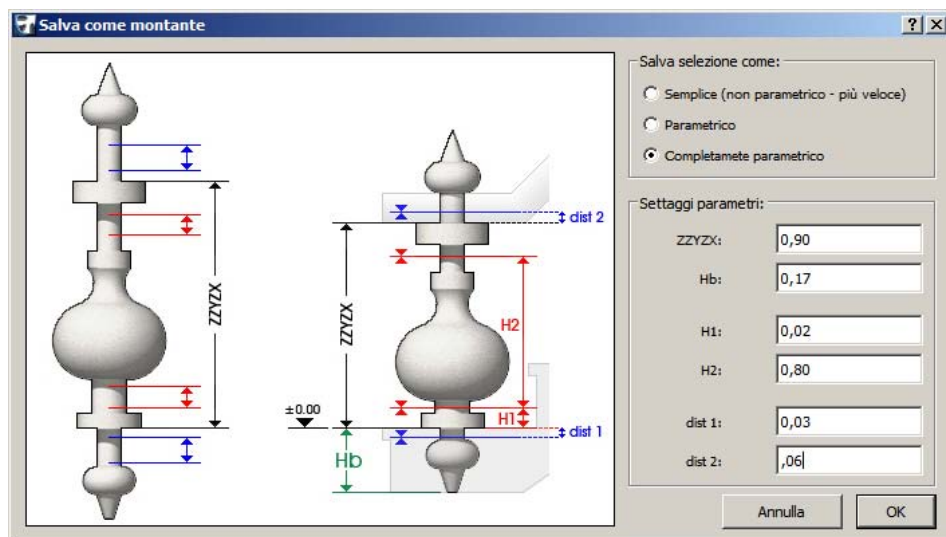 Salva come montante
ZZYZX
±0.00
Hb
ZZYZX
H2
H1
dist 2
dist 1
Salva selezione come:
Semplice (non parametrico - più veloce)
Parametrico
Completamete parametrico
Settaggi parametri:
ZZYZX: 0,90
Hb: 0,17
H1: 0,02
H2: 0,80
dist 1: 0,03
dist 2: ,06
Annulla OK